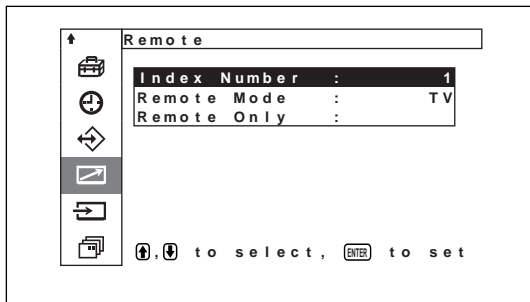 Remote
Index Number : 1
Remote Mode : TV
Remote Only :
, to select, ENTER to set